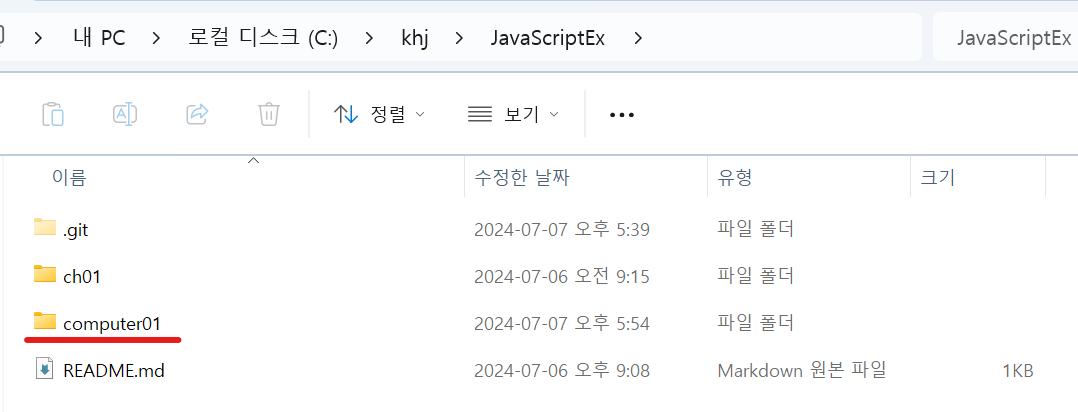 내 PC > 로컬 디스크 (C:) > khj > JavaScriptEx > JavaScriptEx
정렬 보기 •••
이름 수정한 날짜 유형 크기
.git 2024-07-07 오후 5:39 파일 폴더
ch01 2024-07-06 오전 9:15 파일 폴더
computer01 2024-07-07 오후 5:54 파일 폴더
README.md 2024-07-06 오후 9:08 Markdown 원본 파일 1KB